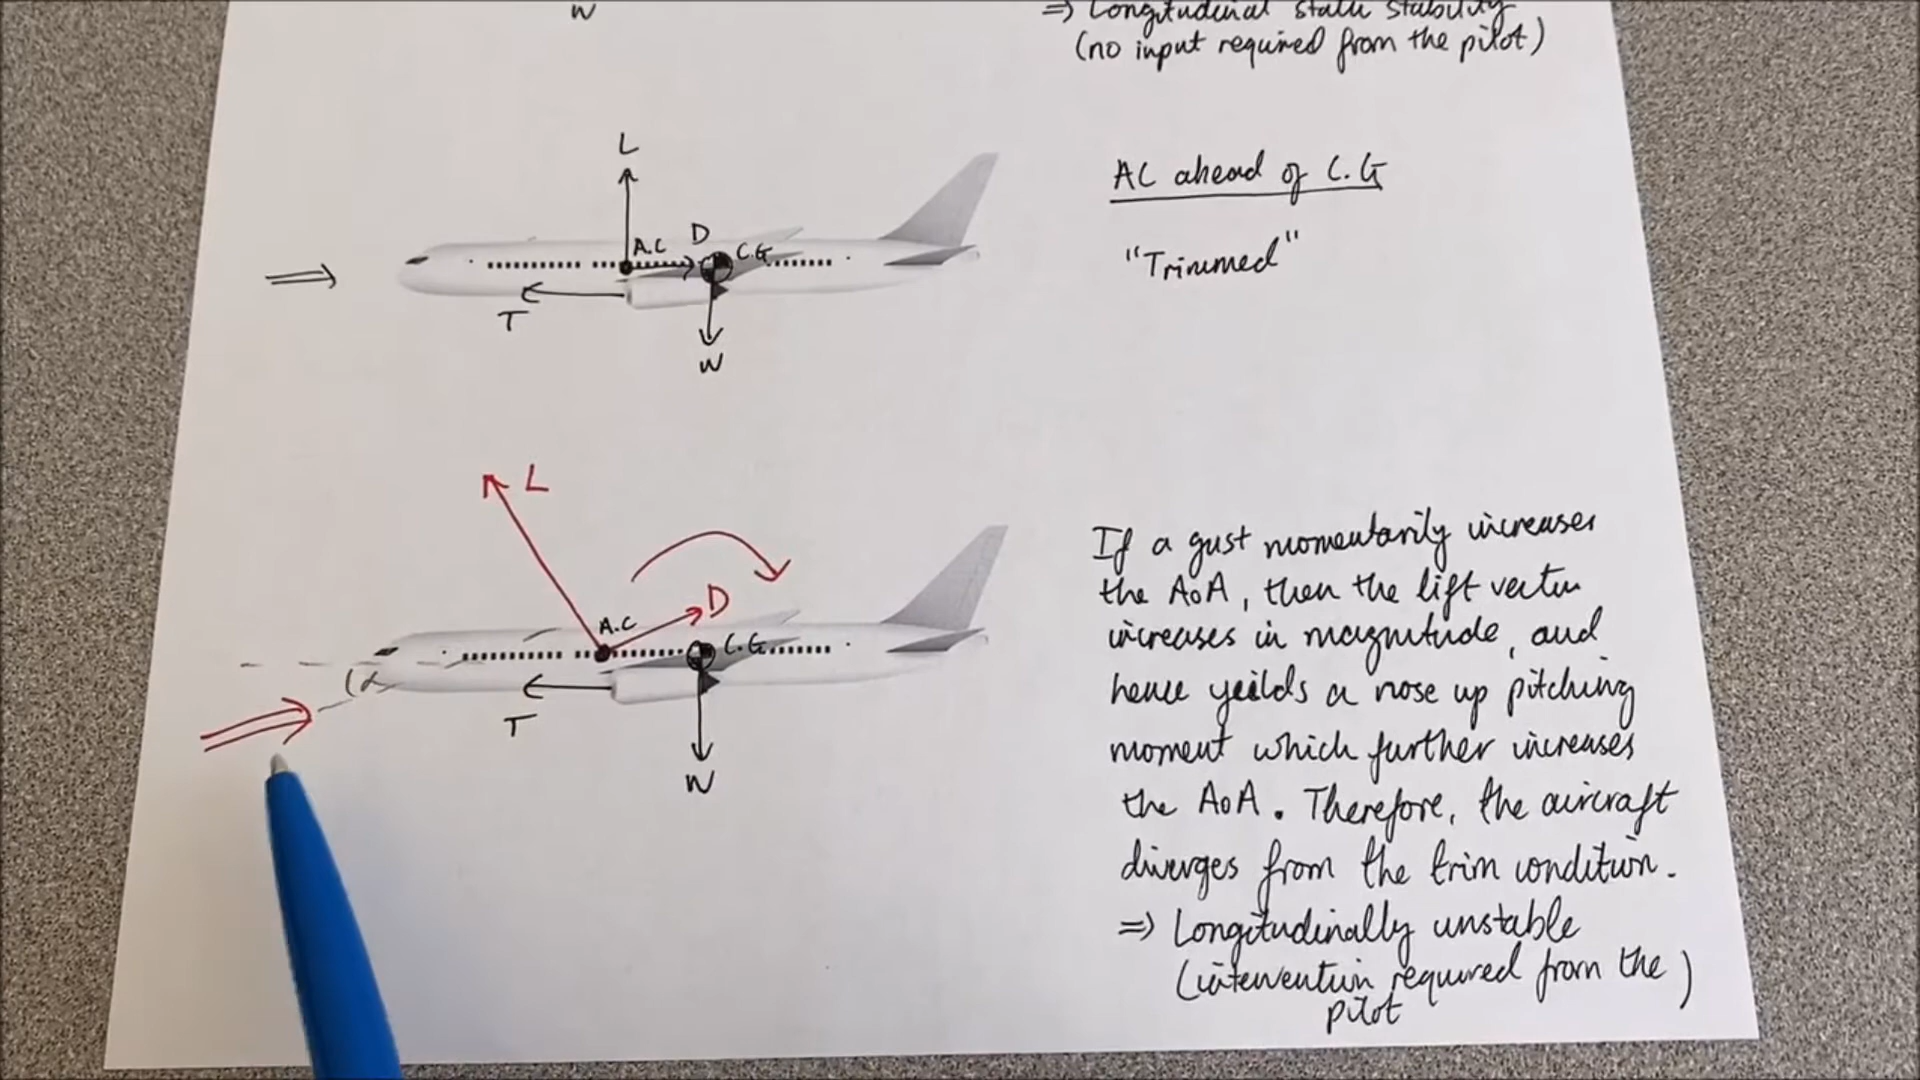 W
=> Longitudinal static stability
(no input required from the pilot)
L
A.C
D
C.G
T
W
AC ahead of C.G
"Trimmed"
L
D
A.C
C.G
α
T
W
If a gust momentarily increases
the AoA, then the lift vector
increases in magnitude, and
hence yeilds a nose up pitching
moment which further increases
the AoA. Therefore, the aircraft
diverges from the trim condition.
=> Longitudinally unstable
(intervention required from the
pilot)